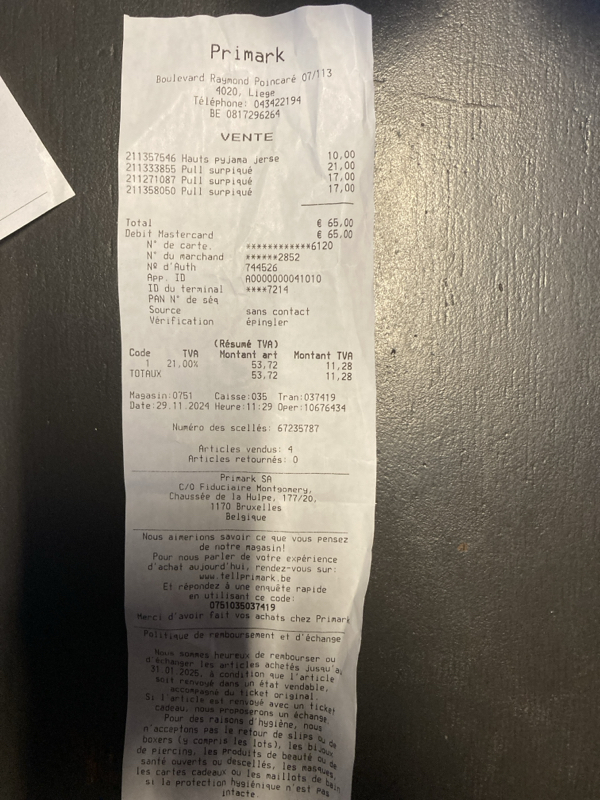 Primark
Boulevard Raymond Poincaré 07/113
4020, Liege
Téléphone: 043422194
BE 0817296264
VENTE
211357546 Hauts pyjama jerse 10,00
211333855 Pull surpiqué 21,00
211271087 Pull surpiqué 17,00
211358050 Pull surpiqué 17,00
Total € 65,00
Debit Mastercard € 65,00
N° de carte. ************6120
N° du marchand ******2852
Nº d'Auth 744526
App. ID A0000000041010
ID du terminal ****7214
PAN N° de séq
Source sans contact
Vérification épingler
(Résumé TVA)
Code TVA Montant art Montant TVA
1 21,00% 53,72 11,28
TOTAUX 53,72 11,28
Magasin:0751 Caisse:035 Tran:037419
Date:29.11.2024 Heure:11:29 Oper:10676434
Numéro des scellés: 67235787
Articles vendus: 4
Articles retournés: 0
Primark SA
C/O Fiduciaire Montgomery,
Chaussée de la Hulpe, 177/20,
1170 Bruxelles
Belgique
Nous aimerions savoir ce que vous pensez
de notre magasin!
Pour nous parler de votre expérience
d'achat aujourd'hui, rendez-vous sur:
www.tellprimark.be
Et répondez à une enquête rapide
en utilisant ce code:
0751035037419
Merci d'avoir fait vos achats chez Primark
Politique de remboursement et d'échange
Nous sommes heureux de rembourser ou
d'échanger les articles achetés jusqu'au
31.01.2025, à condition que l'article
soit renvoyé dans un état vendable,
accompagné du ticket original.
Si l'article est renvoyé avec un ticket
cadeau, nous proposerons un échange.
Pour des raisons d'hygiène, nous
n'acceptons pas le retour de slips ou de
boxers (y compris les lots), les bijoux
de piercing, les produits de beauté ou de
santé ouverts ou descellés, les masques,
les cartes cadeaux ou les maillots de bain
si la protection hygiénique n'est pas
intacte.